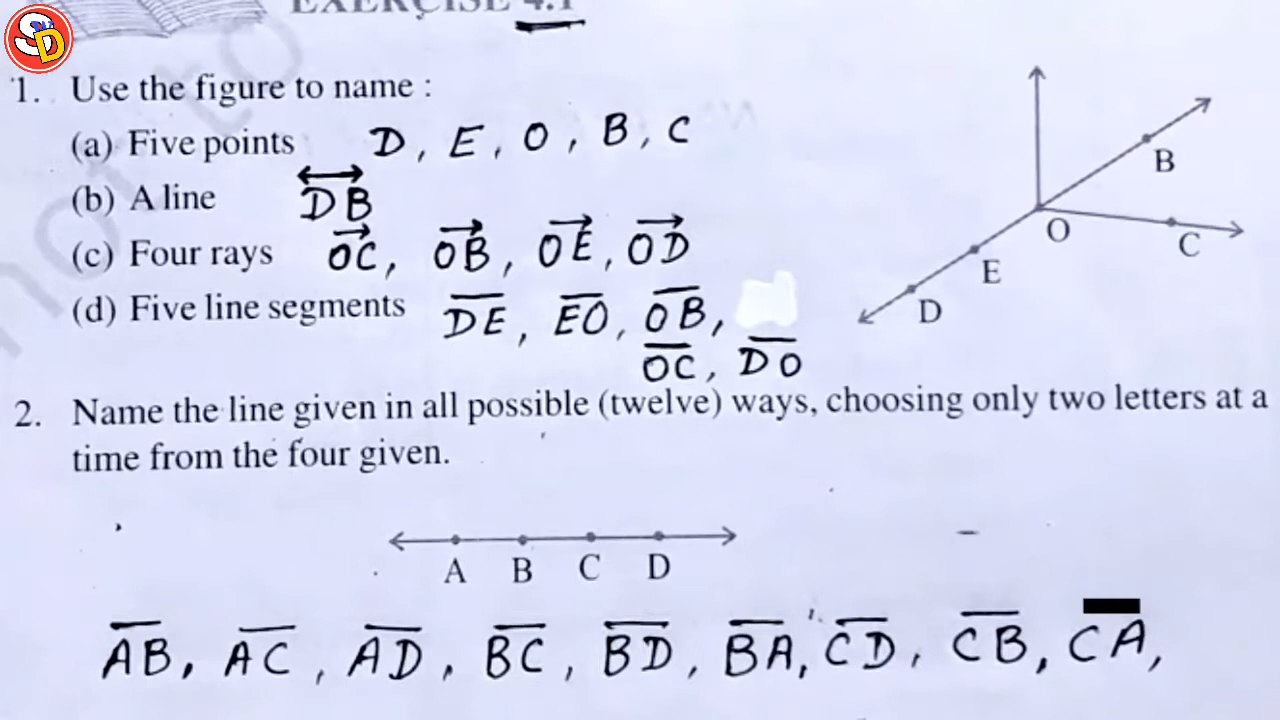 SD
EXERCISE 4.1
1. Use the figure to name :
(a) Five points D, E, O, B, C
(b) A line D͞B͞
(c) Four rays OC, OB, OE, OD
(d) Five line segments DE, EO, OB,
OC, DO
B
O
C
E
D
2. Name the line given in all possible (twelve) ways, choosing only two letters at a
time from the four given.
A B C D
AB, AC, AD, BC, BD, BA, CD, CB, CA,